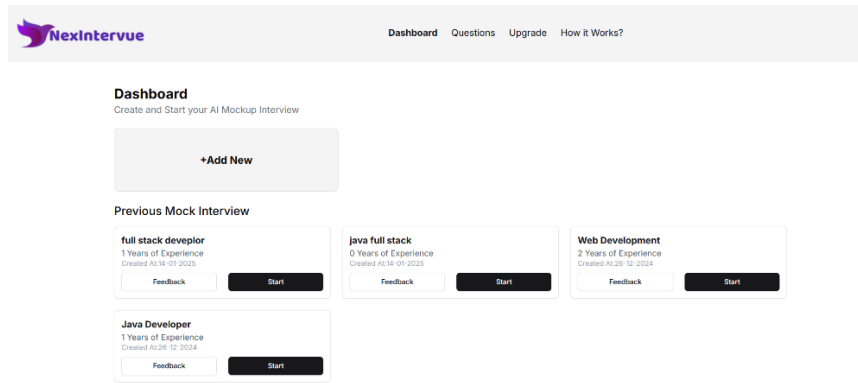 NexIntervue
Dashboard Questions Upgrade How it Works?
Dashboard
Create and Start your AI Mockup Interview
+Add New
Previous Mock Interview
full stack deveplor
1 Years of Experience
Created At:14-01-2025
Feedback Start
java full stack
0 Years of Experience
Created At:14-01-2025
Feedback Start
Web Development
2 Years of Experience
Created At:26-12-2024
Feedback Start
Java Developer
1 Years of Experience
Created At:26-12-2024
Feedback Start